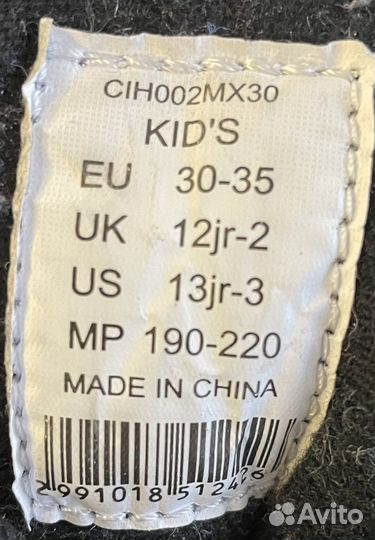 CIH002MX30
KID'S
EU 30-35
UK 12jr-2
US 13jr-3
MP 190-220
MADE IN CHINA
Avito